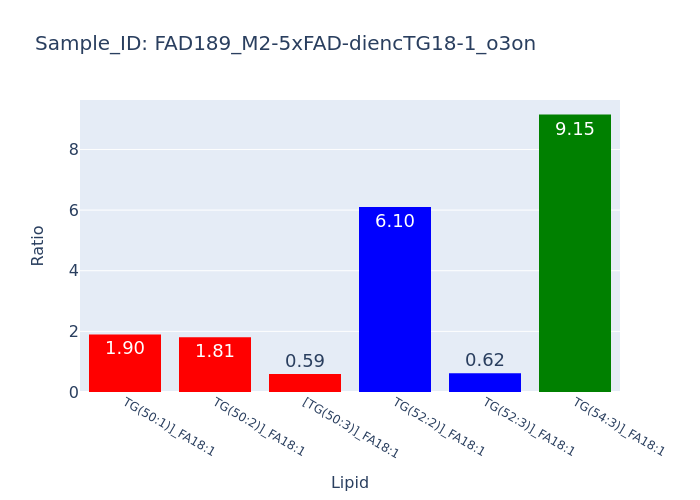 Sample_ID: FAD189_M2-5xFAD-diencTG18-1_o3on
Ratio
8
6
4
2
0
1.90
1.81
0.59
6.10
0.62
9.15
TG(50:1)]_FA18:1
TG(50:2)]_FA18:1
[TG(50:3)]_FA18:1
TG(52:2)]_FA18:1
TG(52:3)]_FA18:1
TG(54:3)]_FA18:1
Lipid